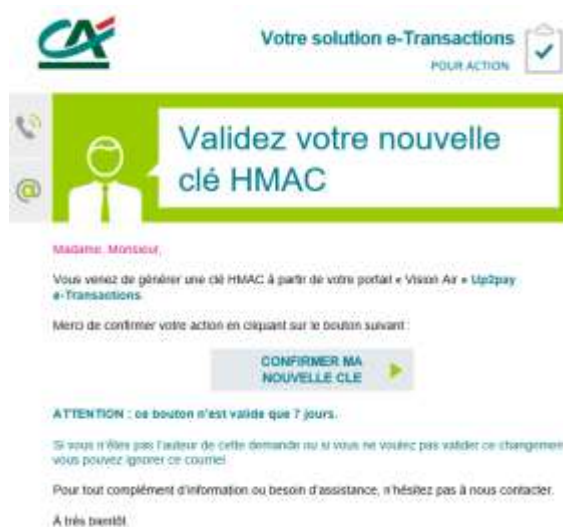 CA
Votre solution e-Transactions
POUR ACTION
Validez votre nouvelle
clé HMAC
@
Madame, Monsieur,
Vous venez de générer une clé HMAC à partir de votre portail « Vision Air » Up2pay
e-Transactions.
Merci de confirmer votre action en cliquant sur le bouton suivant :
CONFIRMER MA
NOUVELLE CLE
ATTENTION : ce bouton n'est valide que 7 jours.
Si vous n'êtes pas l'auteur de cette demande ou si vous ne voulez pas valider ce changemen
vous pouvez ignorer ce courriel.
Pour tout complément d'information ou besoin d'assistance, n'hésitez pas à nous contacter.
À très bientôt.